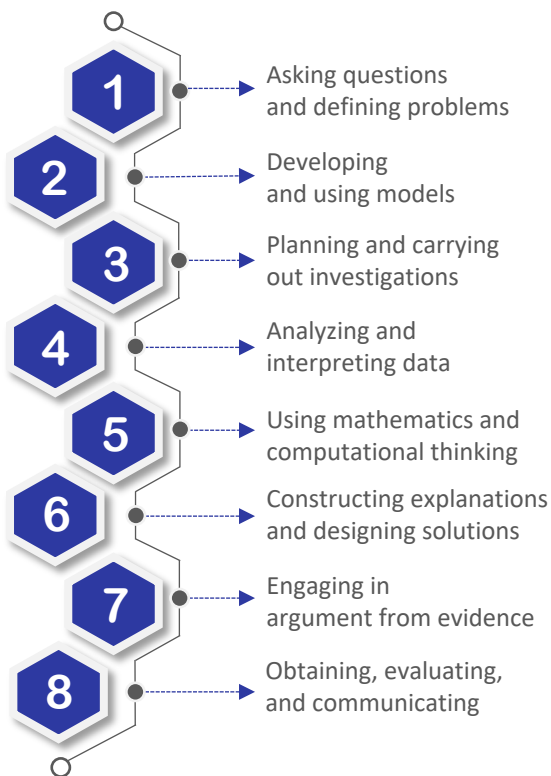 1
Asking questions
and defining problems
2
Developing
and using models
3
Planning and carrying
out investigations
4
Analyzing and
interpreting data
5
Using mathematics and
computational thinking
6
Constructing explanations
and designing solutions
7
Engaging in
argument from evidence
8
Obtaining, evaluating,
and communicating